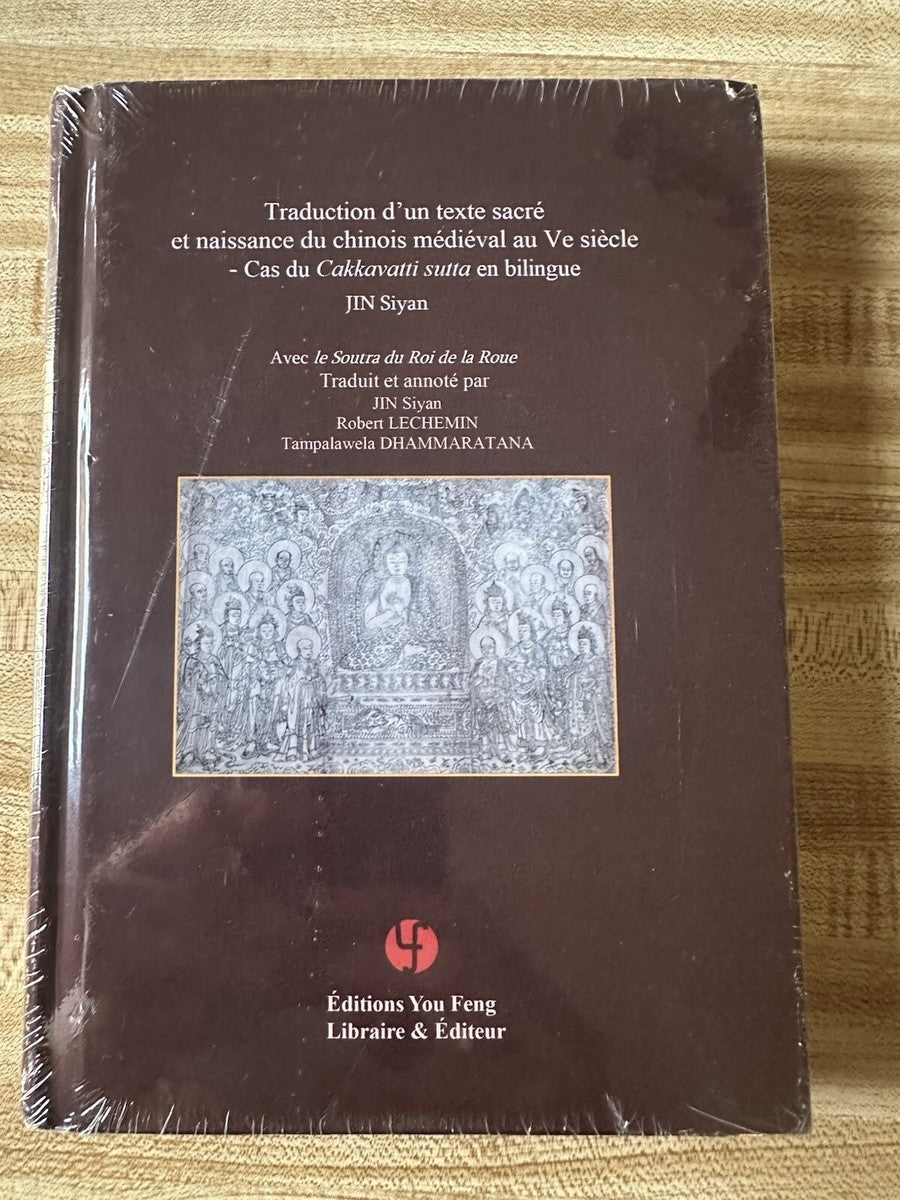 Traduction d'un texte sacré
et naissance du chinois médiéval au Ve siècle
- Cas du Cakkavatti sutta en bilingue
JIN Siyan
Avec le Soutra du Roi de la Roue
Traduit et annoté par
JIN Siyan
Robert LECHEMIN
Tampalawela DHAMMARATANA
Éditions You Feng
Libraire & Éditeur